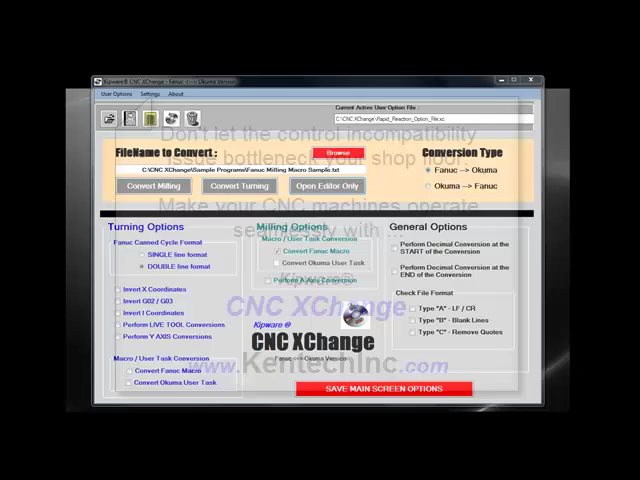 Kipware® CNC XChange - Fanuc <--> Okuma Version
User Options Settings About
Current Active User Option File :
C:\CNC XChange\Rapid_Reaction_Option_File.xc
Don't let the control incompatibility
issue bottleneck your shop floor.
FileName to Convert :
Browse
Conversion Type
C:\CNC XChange\Sample Programs\Fanuc Milling Macro Sample.txt
Fanuc --> Okuma
Convert Milling Convert Turning Open Editor Only
Okuma --> Fanuc
Make your CNC machines operate
seamlessly with ...
Turning Options Milling Options General Options
Fanuc Canned Cycle Format
Macro / User Task Conversion
SINGLE line format
Convert Fanuc Macro
Perform Decimal Conversion at the
START of the Conversion
DOUBLE line format
Convert Okuma User Task
Perform Decimal Conversion at the
END of the Conversion
Perform A Axis Conversion
Kipware®
Invert X Coordinates
Check File Format
Invert G02 / G03
CNC XChange
Type "A" - LF / CR
Invert I Coordinates
Type "B" - Blank Lines
Perform LIVE TOOL Conversions
Kipware ®
Type "C" - Remove Quotes
Perform Y AXIS Conversions
CNC XChange
Macro / User Task Conversion
Fanuc <--> Okuma Version
www.KentechInc.com
Convert Fanuc Macro
Convert Okuma User Task
SAVE MAIN SCREEN OPTIONS